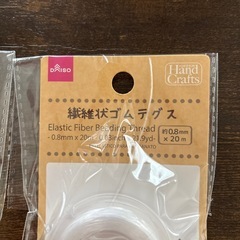 DAISO
Hand
Crafts
繊維状ゴムテグス
Elastic Fiber Beading Thread
約0.8mm
×20m